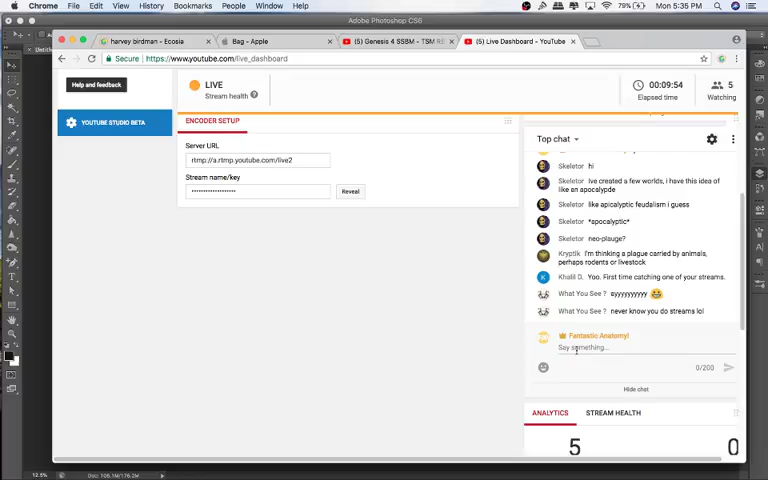 Chrome File Edit View History Bookmarks People Window Help
79% Mon 5:35 PM
Adobe Photoshop CS6
harvey birdman - Ecosia
Bag - Apple
(5) Genesis 4 SSBM - TSM RE
(5) Live Dashboard - YouTube
Secure https://www.youtube.com/live_dashboard
Help and feedback
YOUTUBE STUDIO BETA
LIVE
Stream health
00:09:54
Elapsed time
5
Watching
ENCODER SETUP
Server URL
rtmp://a.rtmp.youtube.com/live2
Stream name/key
Reveal
Top chat
Skeletor hi
Skeletor Ive created a few worlds, i have this idea of
like an apocalypde
Skeletor like apicalyptic feudalism i guess
Skeletor *apocalyptic*
Skeletor neo-plauge?
Kryptik I'm thinking a plague carried by animals,
perhaps rodents or livestock
Khalil D. Yoo. First time catching one of your streams.
What You See ? ayyyyyyyyyy
What You See ? never know you do streams lol
Fantastic Anatomy!
Say something...
0/200
Hide chat
ANALYTICS
STREAM HEALTH
5
0
12.5%